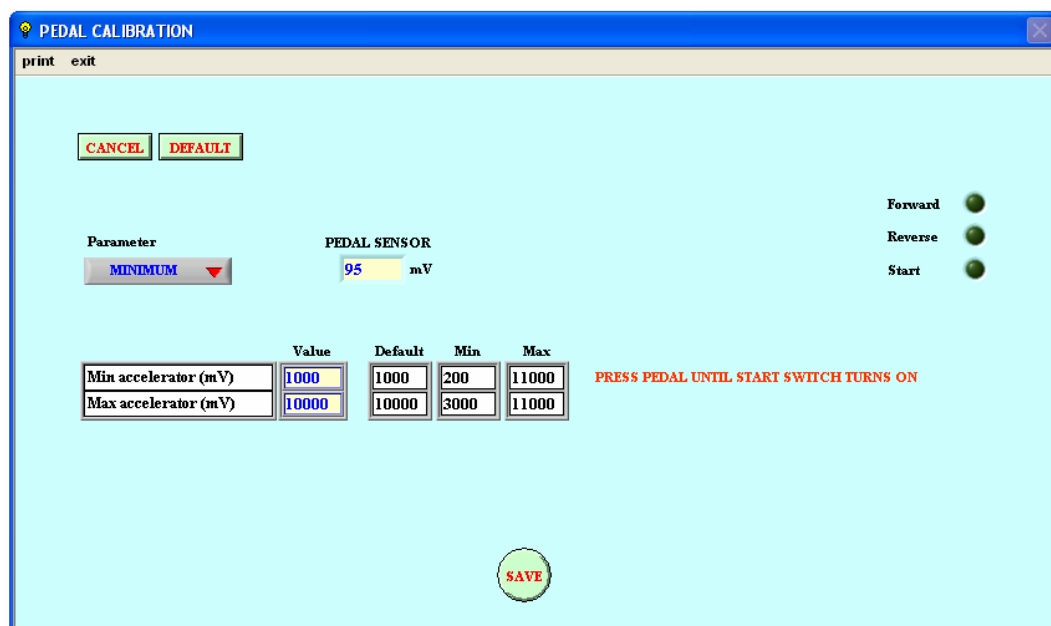 PEDAL CALIBRATION
print exit
CANCEL DEFAULT
Forward
Reverse
Start
Parameter PEDAL SENSOR
MINIMUM 95 mV
Value Default Min Max
Min accelerator (mV) 1000 1000 200 11000 PRESS PEDAL UNTIL START SWITCH TURNS ON
Max accelerator (mV) 10000 10000 3000 11000
SAVE